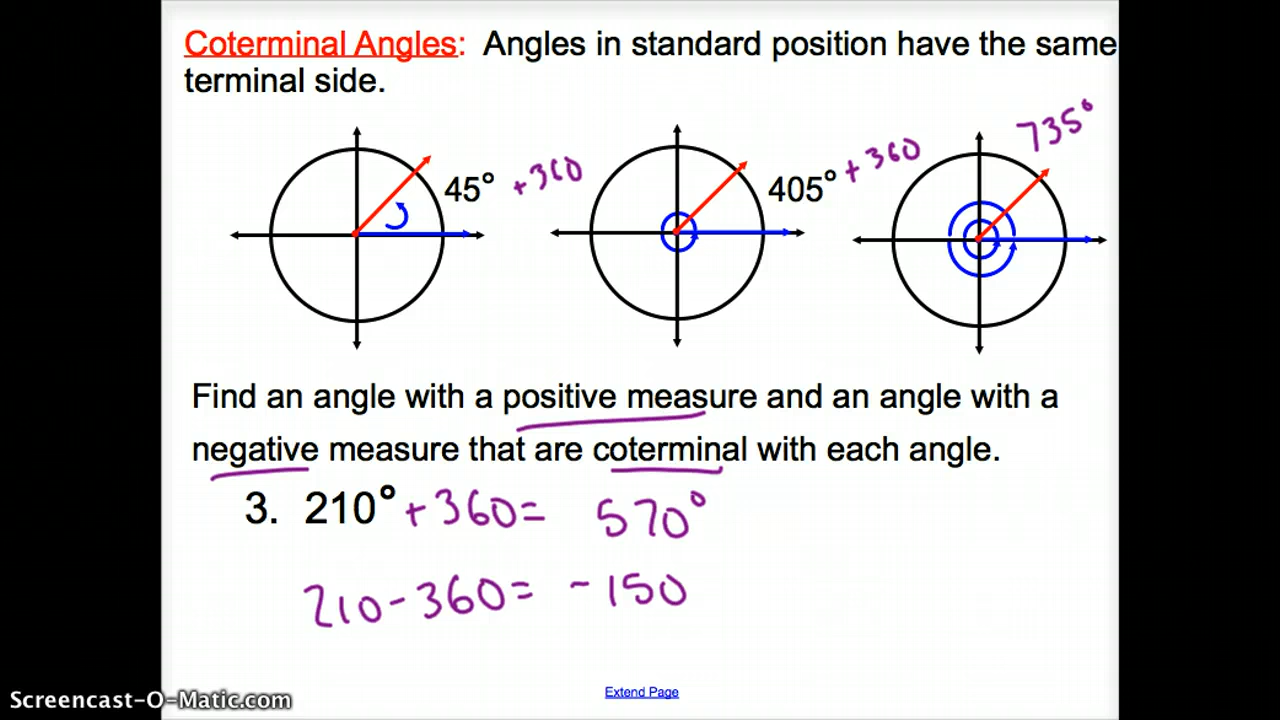 Coterminal Angles: Angles in standard position have the same
terminal side.
45° +360 405° +360 735°
Find an angle with a positive measure and an angle with a
negative measure that are coterminal with each angle.
3. 210° +360= 570°
210-360= -150
Extend Page
Screencast-O-Matic.com